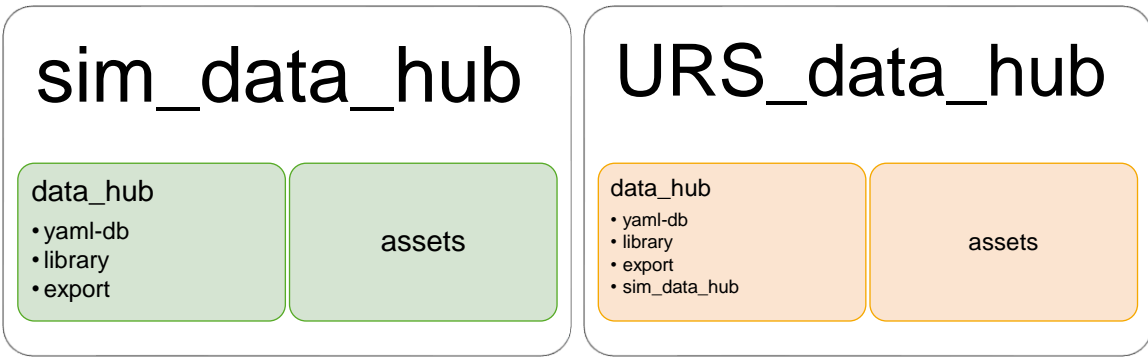 sim_data_hub
data_hub
• yaml-db
• library
• export
assets
URS_data_hub
data_hub
• yaml-db
• library
• export
• sim_data_hub
assets